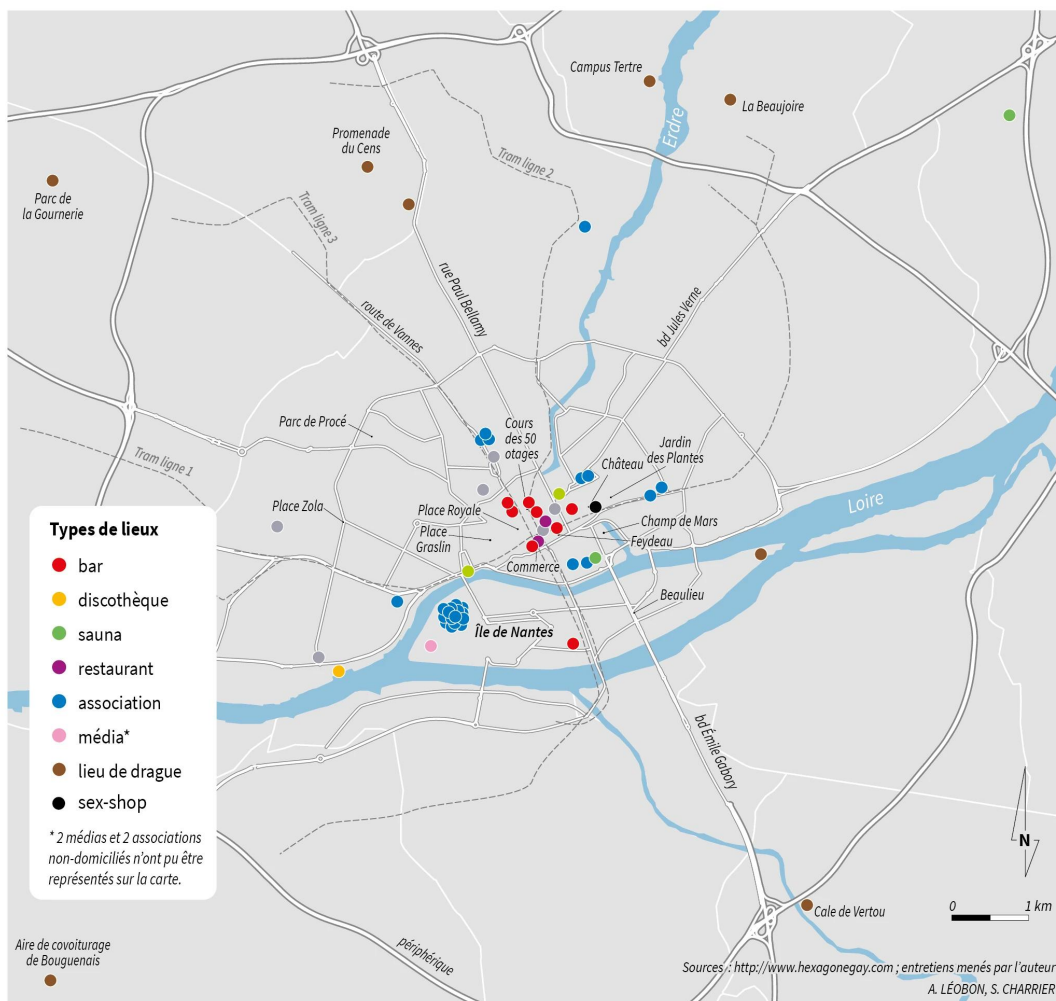 Campus Tertre
La Beaujoire
Erdre
Promenade
du Cens
Tram ligne 2
Parc de
la Gournerie
Tram ligne 3
rue Paul Bellamy
route de Vannes
bd Jules Verne
Parc de Procé
Cours
des 50
otages
Jardin
des Plantes
Château
Tram ligne 1
Loire
Place Zola
Place Royale
Place
Graslin
Champ de Mars
Feydeau
Commerce
Beaulieu
Île de Nantes
bd Émile Gabory
Types de lieux
bar
discothèque
sauna
restaurant
association
média*
lieu de drague
sex-shop
* 2 médias et 2 associations
non-domiciliés n’ont pu être
représentés sur la carte.
N
0 1 km
Cale de Vertou
Aire de covoiturage
de Bouguenais
périphérique
Sources : http://www.hexagonegay.com ; entretiens menés par l’auteur
A. LÉOBON, S. CHARRIER